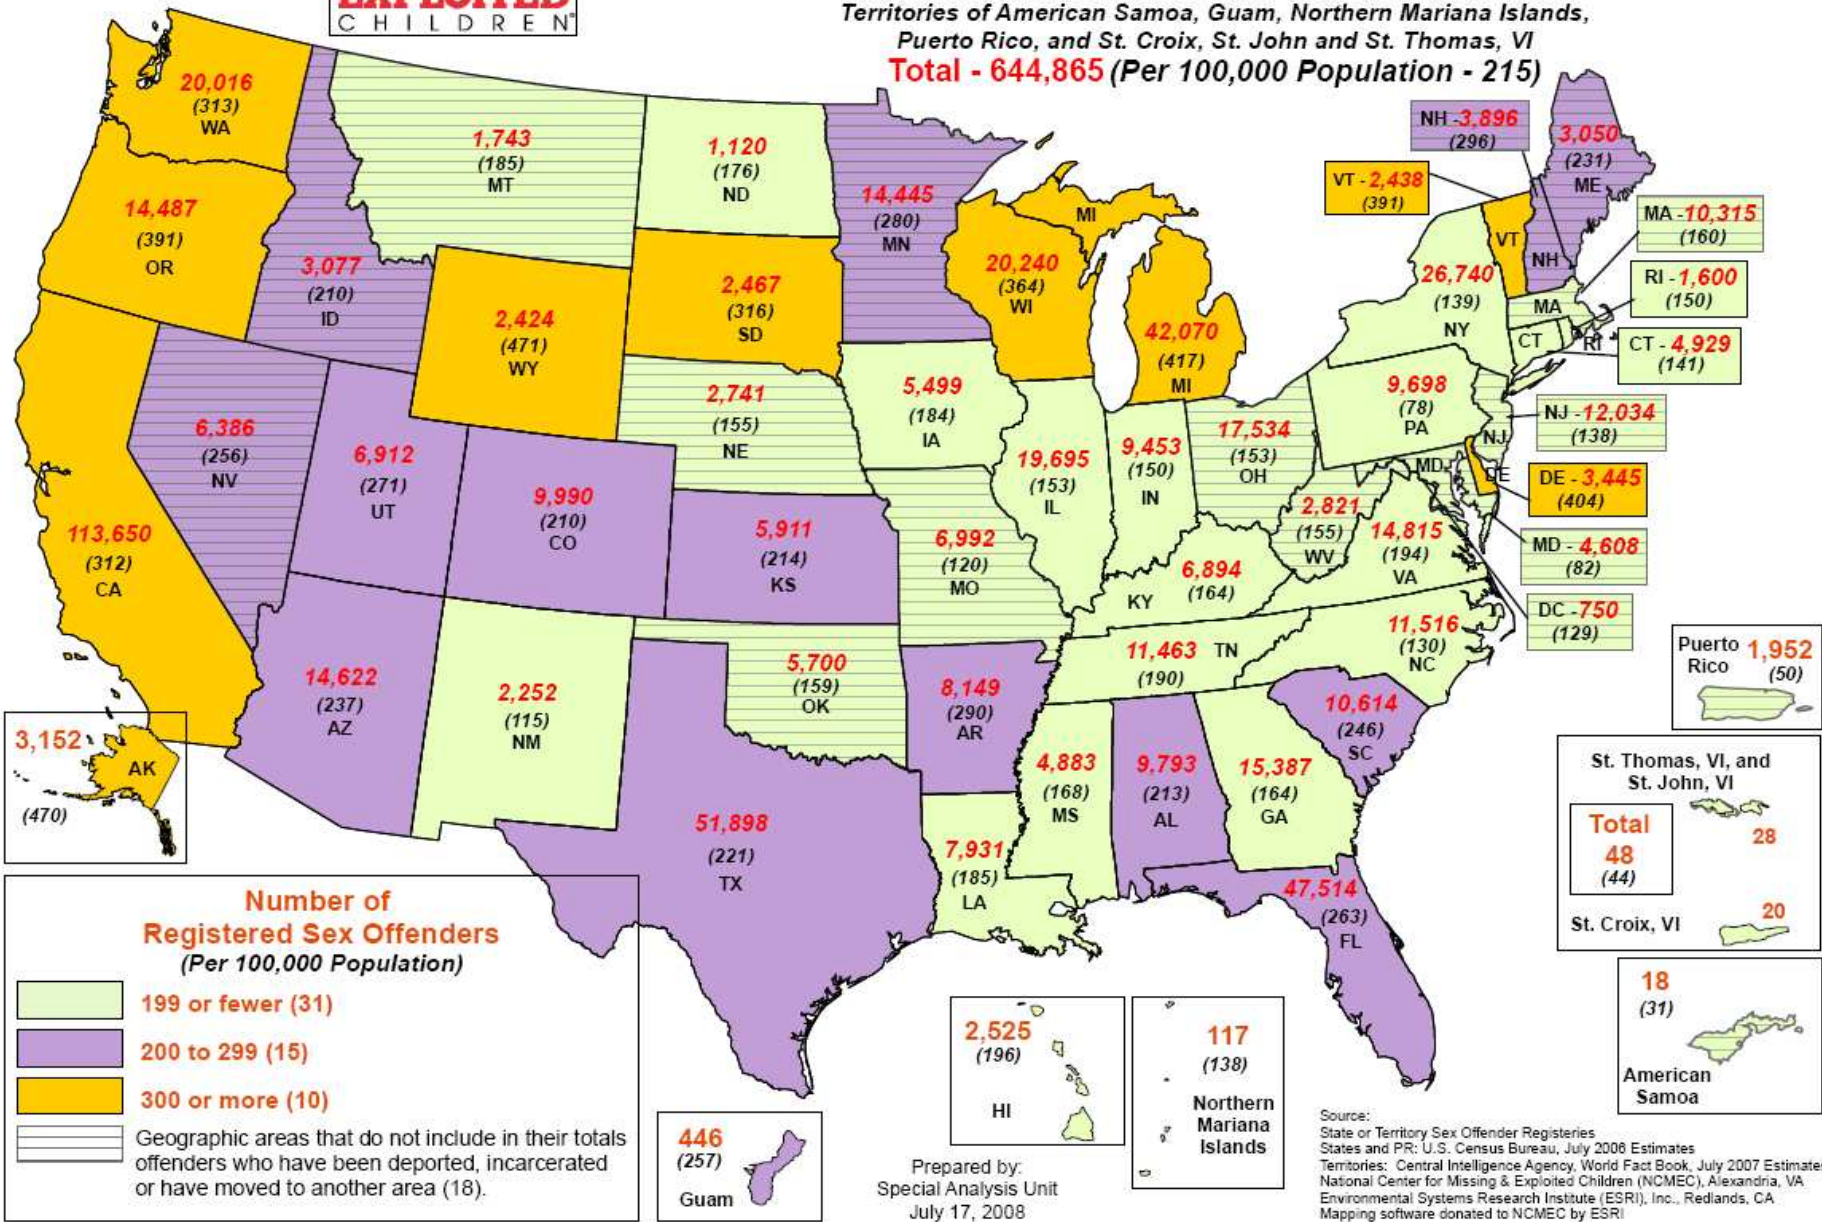 EXPLOITED
CHILDREN®
Territories of American Samoa, Guam, Northern Mariana Islands,
Puerto Rico, and St. Croix, St. John and St. Thomas, VI
Total - 644,865 (Per 100,000 Population - 215)
20,016
(313)
WA
14,487
(391)
OR
113,650
(312)
CA
3,077
(210)
ID
6,386
(256)
NV
1,743
(185)
MT
2,424
(471)
WY
6,912
(271)
UT
9,990
(210)
CO
14,622
(237)
AZ
2,252
(115)
NM
1,120
(176)
ND
2,467
(316)
SD
2,741
(155)
NE
5,911
(214)
KS
5,700
(159)
OK
51,898
(221)
TX
14,445
(280)
MN
5,499
(184)
IA
6,992
(120)
MO
8,149
(290)
AR
7,931
(185)
LA
20,240
(364)
WI
19,695
(153)
IL
MI
42,070
(417)
MI
9,453
(150)
IN
17,534
(153)
OH
6,894
KY (164)
11,463 TN
(190)
4,883
(168)
MS
9,793
(213)
AL
15,387
(164)
GA
47,514
(263)
FL
10,614
(246)
SC
11,516
(130)
NC
14,815
(194)
VA
2,821
(155)
WV
9,698
(78)
PA
26,740
(139)
NY
VT
NH
MA
CT
RI
NJ
DE
MD
3,050
(231)
ME
NH -3,896
(296)
VT - 2,438
(391)
MA -10,315
(160)
RI -1,600
(150)
CT - 4,929
(141)
NJ -12,034
(138)
DE - 3,445
(404)
MD - 4,608
(82)
DC -750
(129)
Puerto Rico 1,952
(50)
St. Thomas, VI, and
St. John, VI
28
Total
48
(44)
20
St. Croix, VI
18
(31)
American
Samoa
3,152
AK
(470)
Number of
Registered Sex Offenders
(Per 100,000 Population)
199 or fewer (31)
200 to 299 (15)
300 or more (10)
Geographic areas that do not include in their totals
offenders who have been deported, incarcerated
or have moved to another area (18).
446
(257)
Guam
2,525
(196)
HI
117
(138)
Northern
Mariana
Islands
Prepared by:
Special Analysis Unit
July 17, 2008
Source:
State or Territory Sex Offender Registeries
States and PR: U.S. Census Bureau, July 2006 Estimates
Territories: Central Intelligence Agency, World Fact Book, July 2007 Estimates
National Center for Missing & Exploited Children (NCMEC), Alexandria, VA
Environmental Systems Research Institute (ESRI), Inc., Redlands, CA
Mapping software donated to NCMEC by ESRI